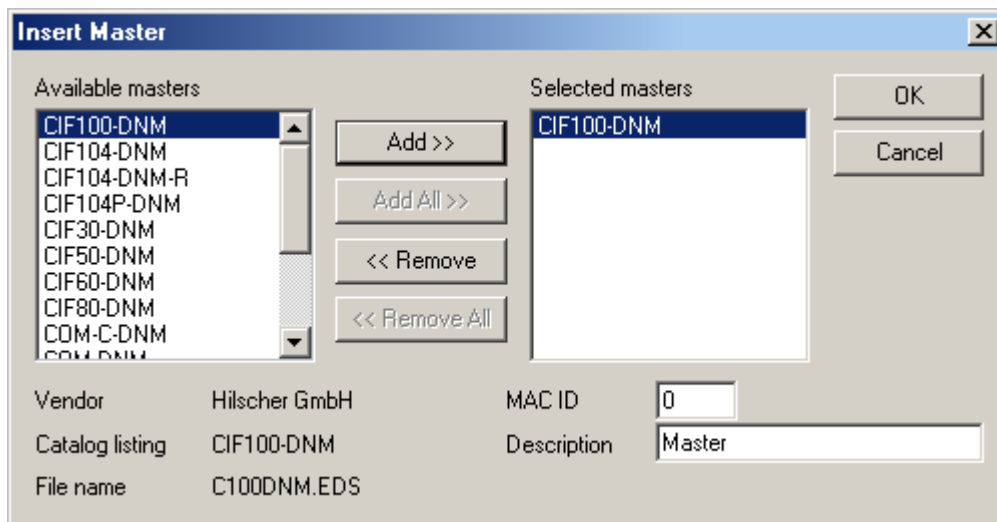 Insert Master
Available masters
CIF100-DNM
CIF104-DNM
CIF104-DNM-R
CIF104P-DNM
CIF30-DNM
CIF50-DNM
CIF60-DNM
CIF80-DNM
COM-C-DNM
COM-DNM
Add >>
Add All >>
<< Remove
<< Remove All
Selected masters
CIF100-DNM
OK
Cancel
Vendor Hilscher GmbH
Catalog listing CIF100-DNM
File name C100DNM.EDS
MAC ID 0
Description Master